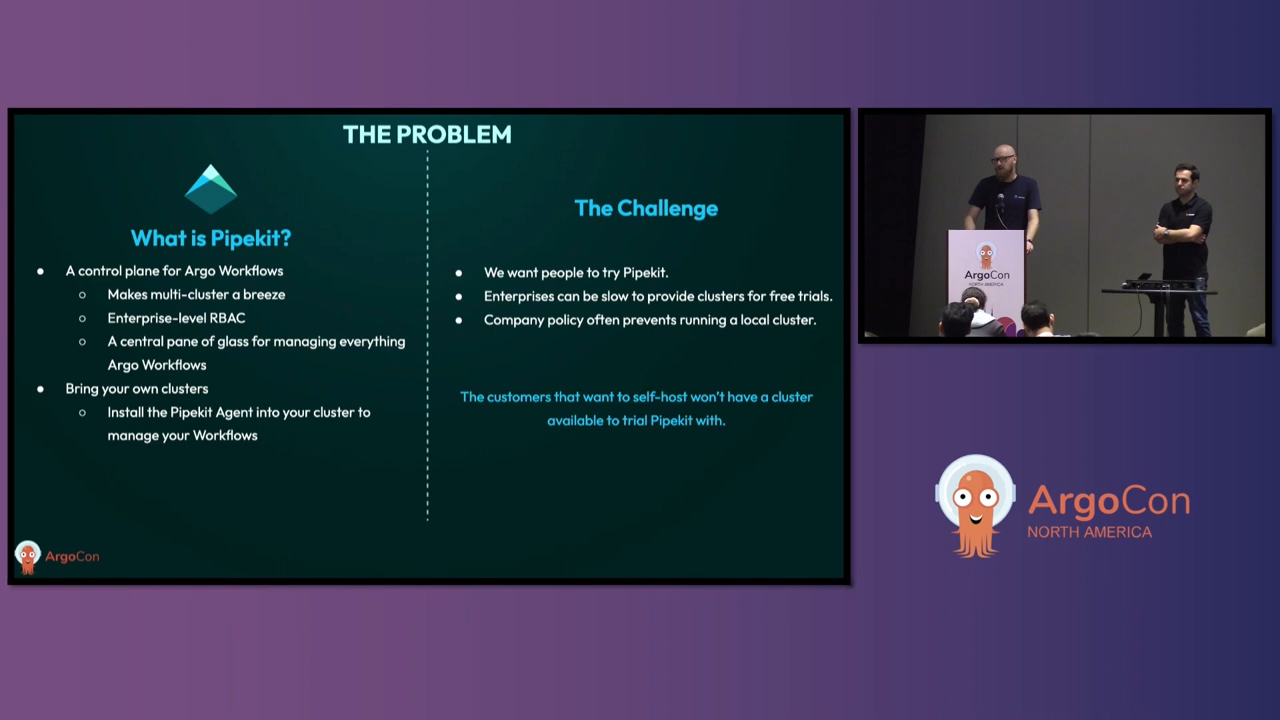 THE PROBLEM
What is Pipekit?
A control plane for Argo Workflows
Makes multi-cluster a breeze
Enterprise-level RBAC
A central pane of glass for managing everything
Argo Workflows
Bring your own clusters
Install the Pipekit Agent into your cluster to
manage your Workflows
The Challenge
We want people to try Pipekit.
Enterprises can be slow to provide clusters for free trials.
Company policy often prevents running a local cluster.
The customers that want to self-host won't have a cluster
available to trial Pipekit with.
ArgoCon
ArgoCon
NORTH AMERICA
ArgoCon
NORTH AMERICA